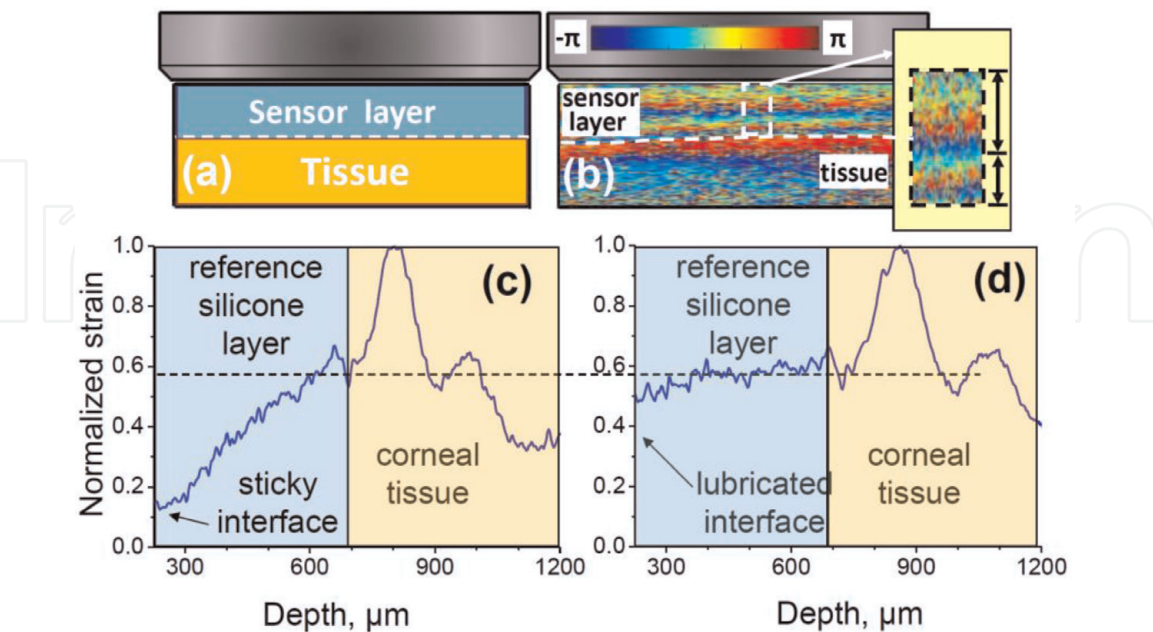 -π
π
Sensor layer
Tissue
(a)
sensor
layer
(b)
tissue
Normalized strain
1.0
0.8
0.6
0.4
0.2
0.0
reference
silicone
layer
(c)
sticky
interface
corneal
tissue
300
600
900
1200
Depth, μm
1.0
0.8
0.6
0.4
0.2
0.0
reference
silicone
layer
(d)
lubricated
interface
corneal
tissue
300
600
900
1200
Depth, μm